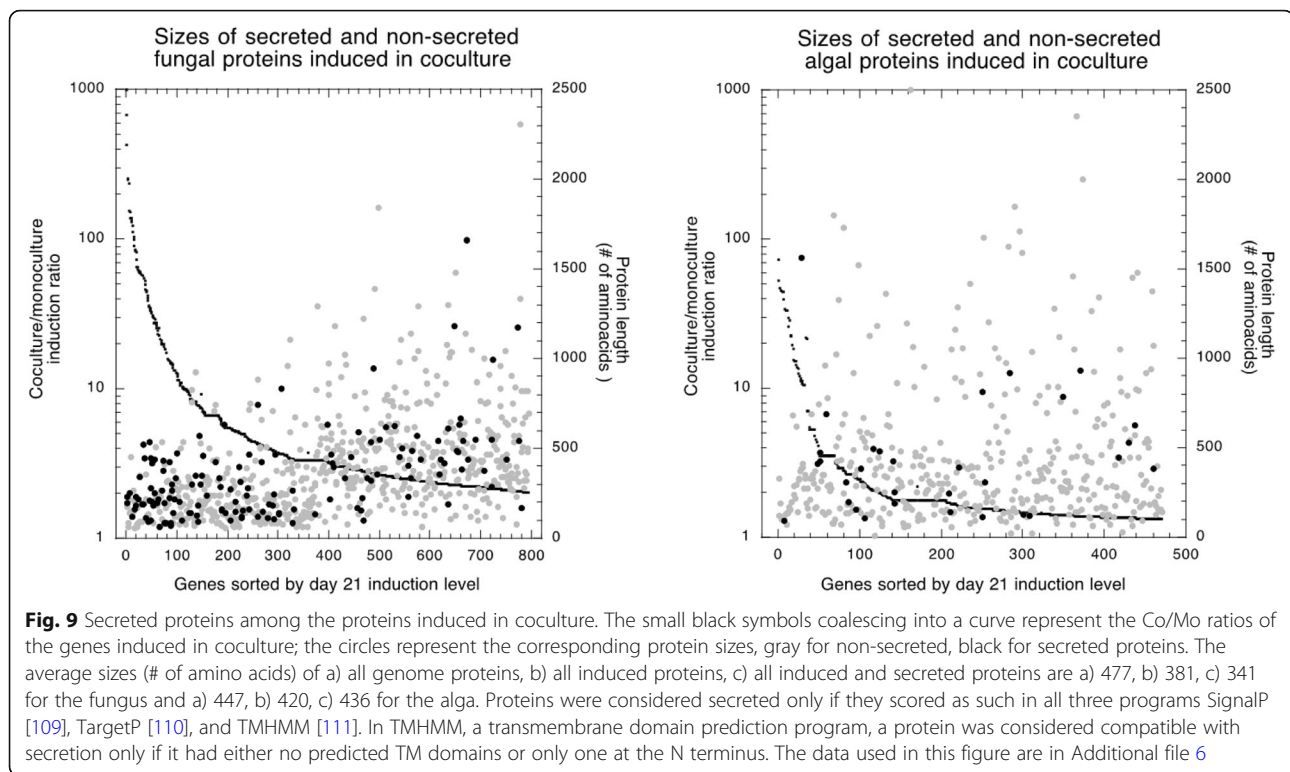 Sizes of secreted and non-secreted
fungal proteins induced in coculture
1000
100
10
1
Coculture/monoculture
induction ratio
2500
2000
1500
1000
500
0
Protein length
(# of aminoacids )
0 100 200 300 400 500 600 700 800
Genes sorted by day 21 induction level
Sizes of secreted and non-secreted
algal proteins induced in coculture
1000
100
10
1
Coculture/monoculture
induction ratio
2500
2000
1500
1000
500
0
Protein length
(# of aminoacids)
0 100 200 300 400 500
Genes sorted by day 21 induction level
Fig. 9 Secreted proteins among the proteins induced in coculture. The small black symbols coalescing into a curve represent the Co/Mo ratios of
the genes induced in coculture; the circles represent the corresponding protein sizes, gray for non-secreted, black for secreted proteins. The
average sizes (# of amino acids) of a) all genome proteins, b) all induced proteins, c) all induced and secreted proteins are a) 477, b) 381, c) 341
for the fungus and a) 447, b) 420, c) 436 for the alga. Proteins were considered secreted only if they scored as such in all three programs SignalP
[109], TargetP [110], and TMHMM [111]. In TMHMM, a transmembrane domain prediction program, a protein was considered compatible with
secretion only if it had either no predicted TM domains or only one at the N terminus. The data used in this figure are in Additional file 6